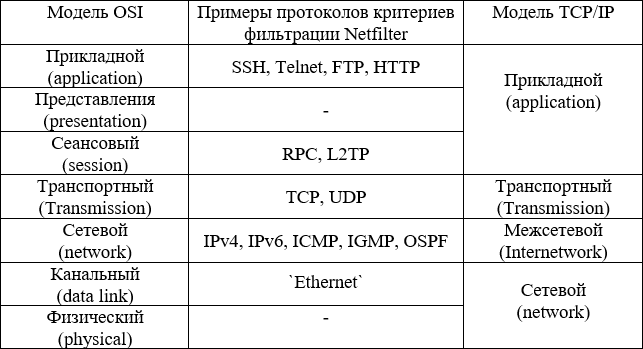 Модель OSI
Примеры протоколов критериев
фильтрации Netfilter
Модель TCP/IP
Прикладной
(application)
SSH, Telnet, FTP, HTTP
Прикладной
(application)
Представления
(presentation)
-
Сеансовый
(session)
RPC, L2TP
Транспортный
(Transmission)
TCP, UDP
Транспортный
(Transmission)
Сетевой
(network)
IPv4, IPv6, ICMP, IGMP, OSPF
Межсетевой
(Internetwork)
Канальный
(data link)
`Ethernet`
Сетевой
(network)
Физический
(physical)
-